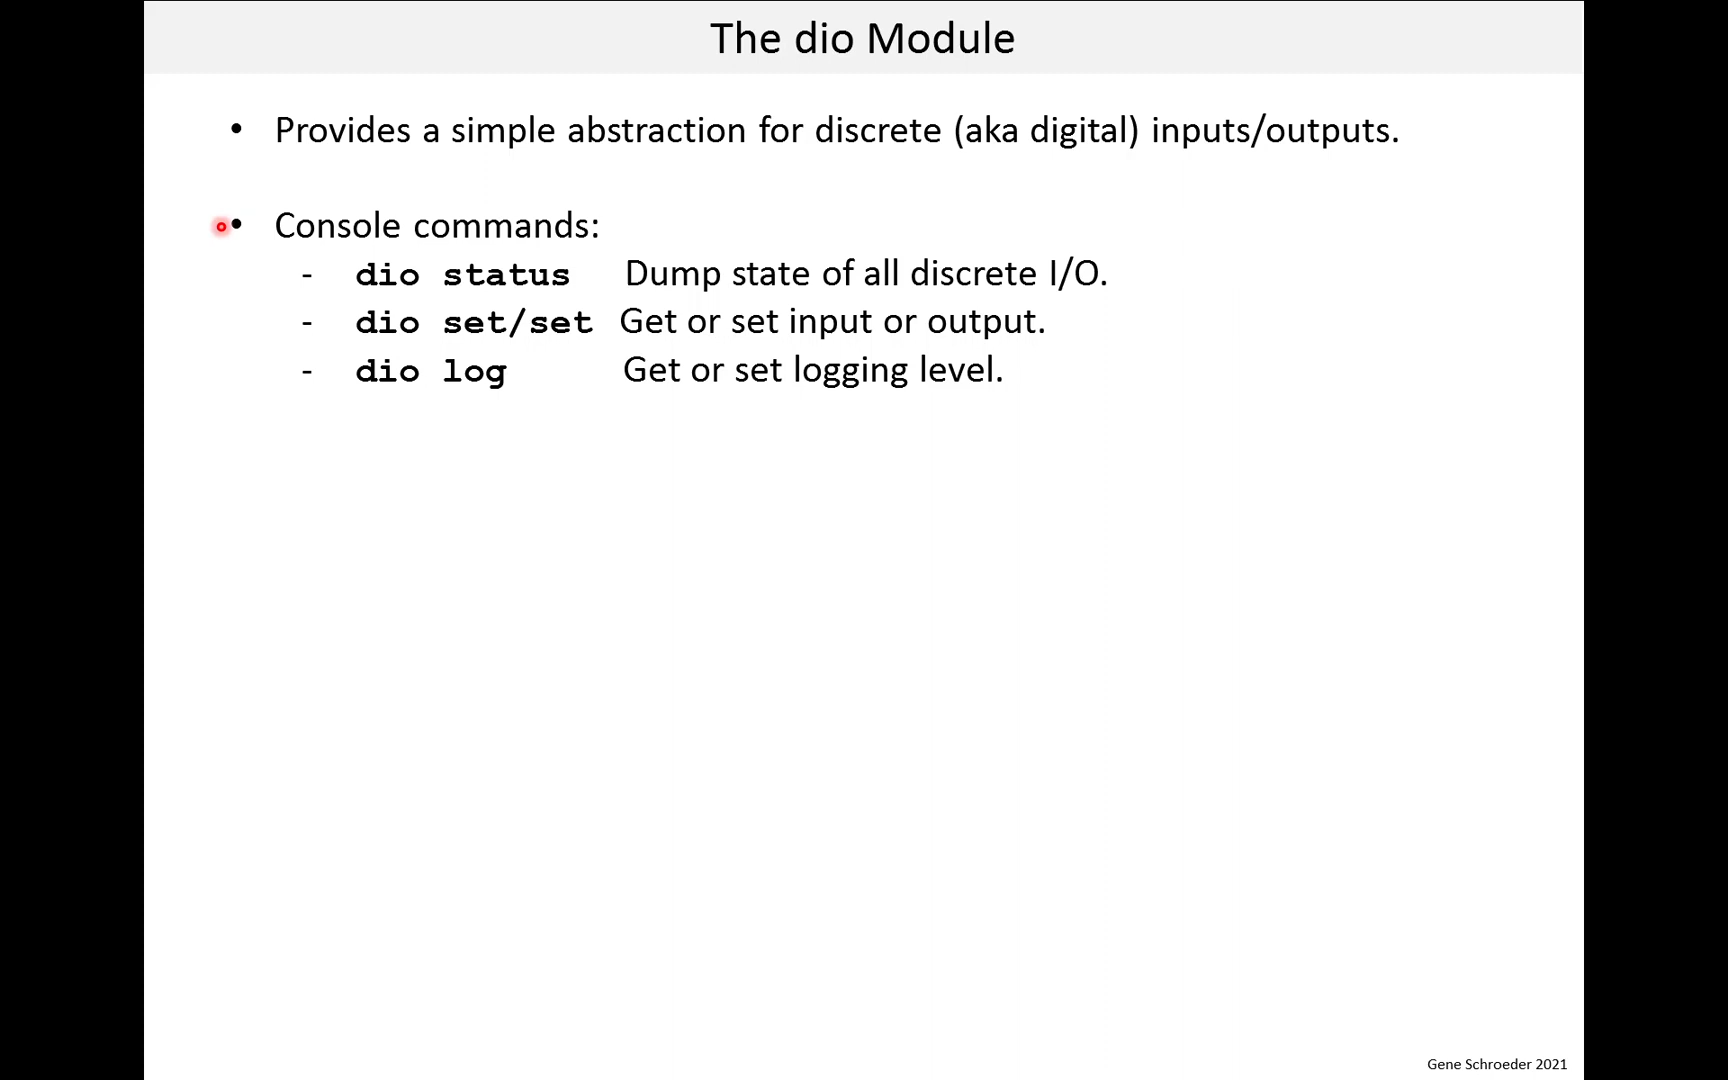 The dio Module
• Provides a simple abstraction for discrete (aka digital) inputs/outputs.
• Console commands:
- dio status Dump state of all discrete I/O.
- dio set/set Get or set input or output.
- dio log Get or set logging level.
Gene Schroeder 2021